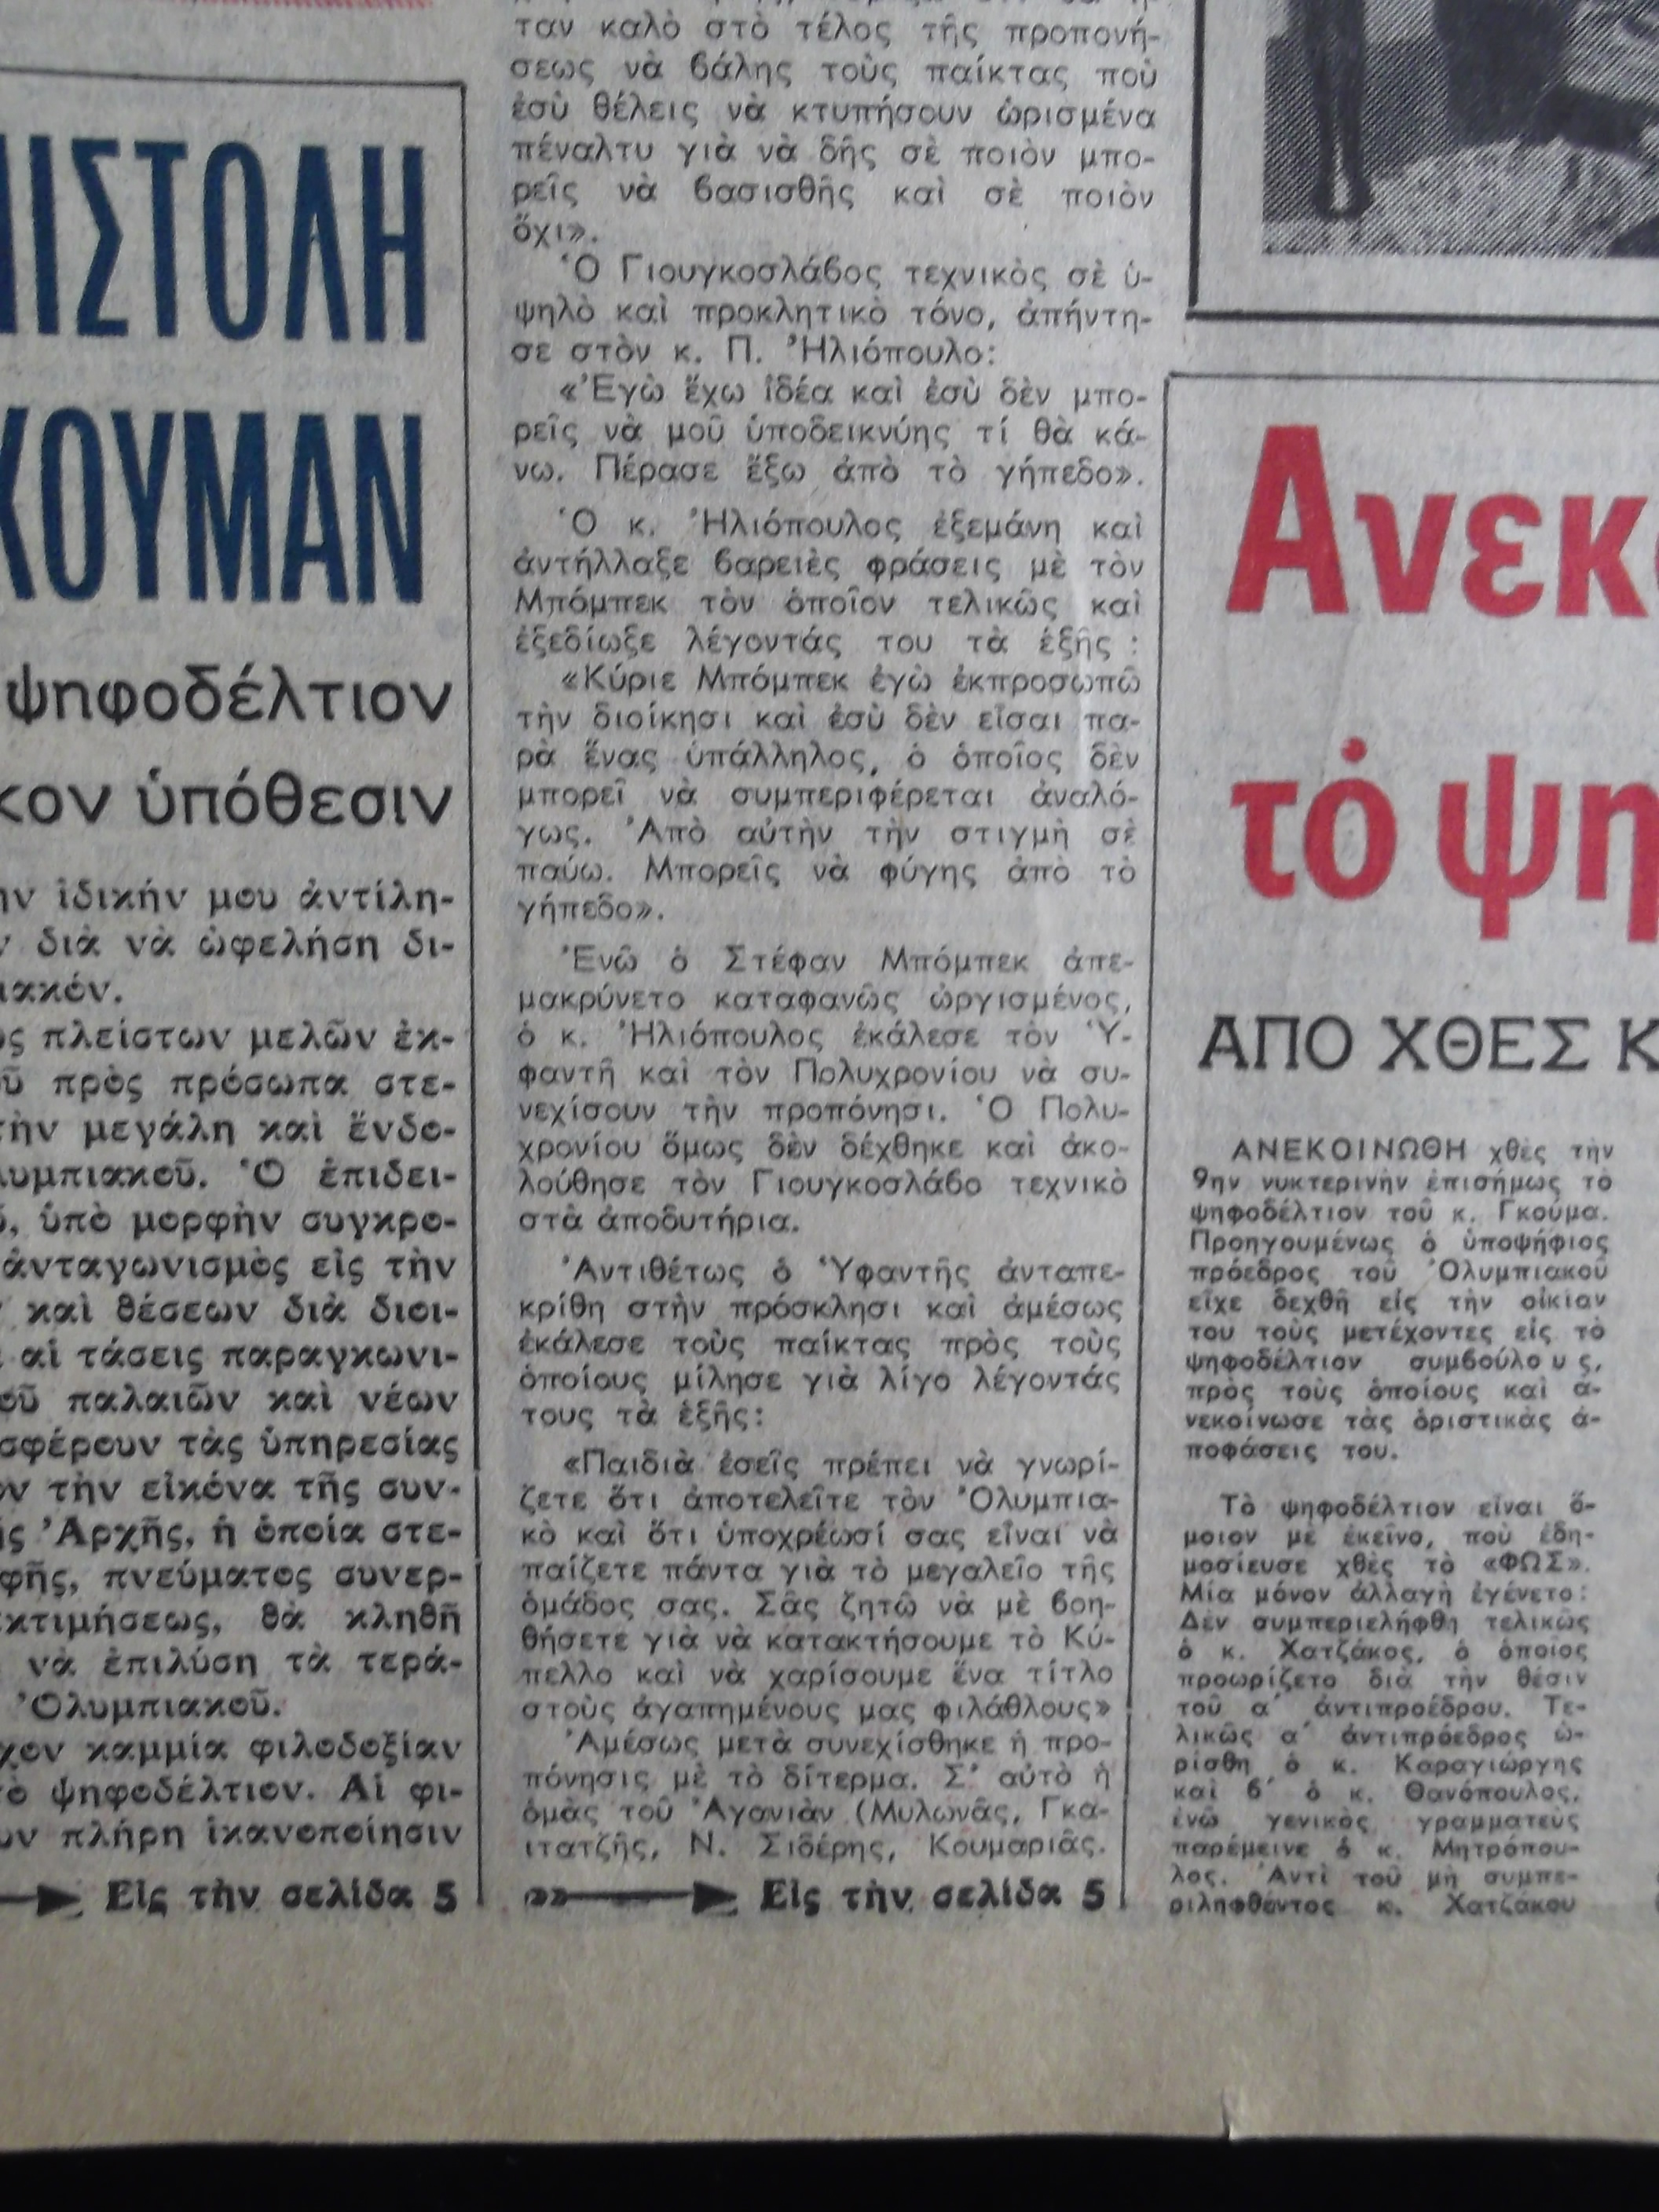 ΙΣΤΟΛΗ
ΚΟΥΜΑΝ
ψηφοδέλτιον
κον ὑπόθεσιν
ἰδικήν μου ἀντίλη-
διὰ νὰ ὠφελήση δι-
ιακόν.
πλείστων μελῶν ἐκ-
πρὸς πρόσωπα στε-
τὴν μεγάλη καὶ ἔνδο-
λυμπιακοῦ. Ὁ ἐπιδει-
ὑπὸ μορφὴν συγκρο-
ἀνταγωνισμὸς εἰς τὴν
καὶ θέσεων διὰ διοι-
αἱ τάσεις παραγκωνι-
οῦ παλαιῶν καὶ νέων
σφέρουν τὰς ὑπηρεσίας
ν τὴν εἰκόνα τῆς συν-
ῆς Ἀρχῆς, ἡ ὁποία στε-
φῆς, πνεύματος συνερ-
κτιμήσεως, θὰ κληθῆ
νὰ ἐπιλύση τὰ τερά-
Ὀλυμπιακοῦ.
χον καμμία φιλοδοξίαν
ὸ ψηφοδέλτιον. Αἱ φι-
υν πλήρη ἱκανοποίησιν
Εἰς τὴν σελίδα 5
ταν καλὸ στὸ τέλος τῆς προπονή-
σεως νὰ βάλης τοὺς παίκτας ποὺ
ἐσὺ θέλεις νὰ κτυπήσουν ὡρισμένα
πέναλτυ γιὰ νὰ δῆς σὲ ποιὸν μπο-
ρεῖς νὰ βασισθῆς καὶ σὲ ποιὸν
ὄχι».
Ὁ Γιουγκοσλάβος τεχνικὸς σὲ ὑ-
ψηλὸ καὶ προκλητικὸ τόνο, ἀπήντη-
σε στὸν κ. Π. Ἡλιόπουλο:
«Ἐγὼ ἔχω ἰδέα καὶ ἐσὺ δὲν μπο-
ρεῖς νὰ μοῦ ὑποδεικνύης τί θὰ κά-
νω. Πέρασε ἔξω ἀπὸ τὸ γήπεδο».
Ὁ κ. Ἡλιόπουλος ἐξεμάνη καὶ
ἀντήλλαξε βαρειὲς φράσεις μὲ τὸν
Μπόμπεκ τὸν ὁποῖον τελικῶς καὶ
ἐξεδίωξε λέγοντάς του τὰ ἑξῆς :
«Κύριε Μπόμπεκ ἐγὼ ἐκπροσωπῶ
τὴν διοίκησι καὶ ἐσὺ δὲν εἶσαι πα-
ρὰ ἕνας ὑπάλληλος, ὁ ὁποῖος δὲν
μπορεῖ νὰ συμπεριφέρεται ἀναλό-
γως. Ἀπὸ αὐτὴν τὴν στιγμὴ σὲ
παύω. Μπορεῖς νὰ φύγης ἀπὸ τὸ
γήπεδο».
Ἐνῶ ὁ Στέφαν Μπόμπεκ ἀπε-
μακρύνετο καταφανῶς ὠργισμένος,
ὁ κ. Ἡλιόπουλος ἐκάλεσε τὸν Ὑ-
φαντῆ καὶ τὸν Πολυχρονίου νὰ συ-
νεχίσουν τὴν προπόνησι. Ὁ Πολυ-
χρονίου ὅμως δὲν δέχθηκε καὶ ἀκο-
λούθησε τὸν Γιουγκοσλάβο τεχνικὸ
στὰ ἀποδυτήρια.
Ἀντιθέτως ὁ Ὑφαντῆς ἀνταπε-
κρίθη στὴν πρόσκλησι καὶ ἀμέσως
ἐκάλεσε τοὺς παίκτας πρὸς τοὺς
ὁποίους μίλησε γιὰ λίγο λέγοντάς
τους τὰ ἑξῆς:
«Παιδιὰ ἐσεῖς πρέπει νὰ γνωρί-
ζετε ὅτι ἀποτελεῖτε τὸν Ὀλυμπια-
κὸ καὶ ὅτι ὑποχρέωσί σας εἶναι νὰ
παίζετε πάντα γιὰ τὸ μεγαλεῖο τῆς
ὁμάδος σας. Σᾶς ζητῶ νὰ μὲ βοη-
θήσετε γιὰ νὰ κατακτήσουμε τὸ Κύ-
πελλο καὶ νὰ χαρίσουμε ἕνα τίτλο
στοὺς ἀγαπημένους μας φιλάθλους»
Ἀμέσως μετὰ συνεχίσθηκε ἡ προ-
πόνησις μὲ τὸ δίτερμα. Σ' αὐτὸ ἡ
ὁμὰς τοῦ Ἀγανιὰν (Μυλωνᾶς, Γκα-
ιτατζῆς, Ν. Σιδέρης, Κουμαριᾶς.
Εἰς τὴν σελίδα 5
Ανεκ
τὸ ψη
ΑΠΟ ΧΘΕΣ Κ
ΑΝΕΚΟΙΝΩΘΗ χθὲς τὴν
9ην νυκτερινὴν ἐπισήμως τὸ
ψηφοδέλτιον τοῦ κ. Γκούμα.
Προηγουμένως ὁ ὑποψήφιος
πρόεδρος τοῦ Ὀλυμπιακοῦ
εἶχε δεχθῆ εἰς τὴν οἰκίαν
του τοὺς μετέχοντες εἰς τὸ
ψηφοδέλτιον συμβούλους,
πρὸς τοὺς ὁποίους καὶ ἀ-
νεκοίνωσε τὰς ὁριστικὰς ἀ-
ποφάσεις του.
Τὸ ψηφοδέλτιον εἶναι ὅ-
μοιον μὲ ἐκεῖνο, ποὺ ἐδη-
μοσίευσε χθὲς τὸ «ΦΩΣ».
Μία μόνον ἀλλαγὴ ἐγένετο:
Δὲν συμπεριελήφθη τελικῶς
ὁ κ. Χατζάκος, ὁ ὁποῖος
προωρίζετο διὰ τὴν θέσιν
τοῦ α' ἀντιπροέδρου. Τε-
λικῶς α' ἀντιπρόεδρος ὡ-
ρίσθη ὁ κ. Καραγιώργης
καὶ β' ὁ κ. Θανόπουλος,
ἐνῶ γενικὸς γραμματεὺς
παρέμεινε ὁ κ. Μητρόπου-
λος. Ἀντὶ τοῦ μὴ συμπε-
ριληφθέντος κ. Χατζάκου